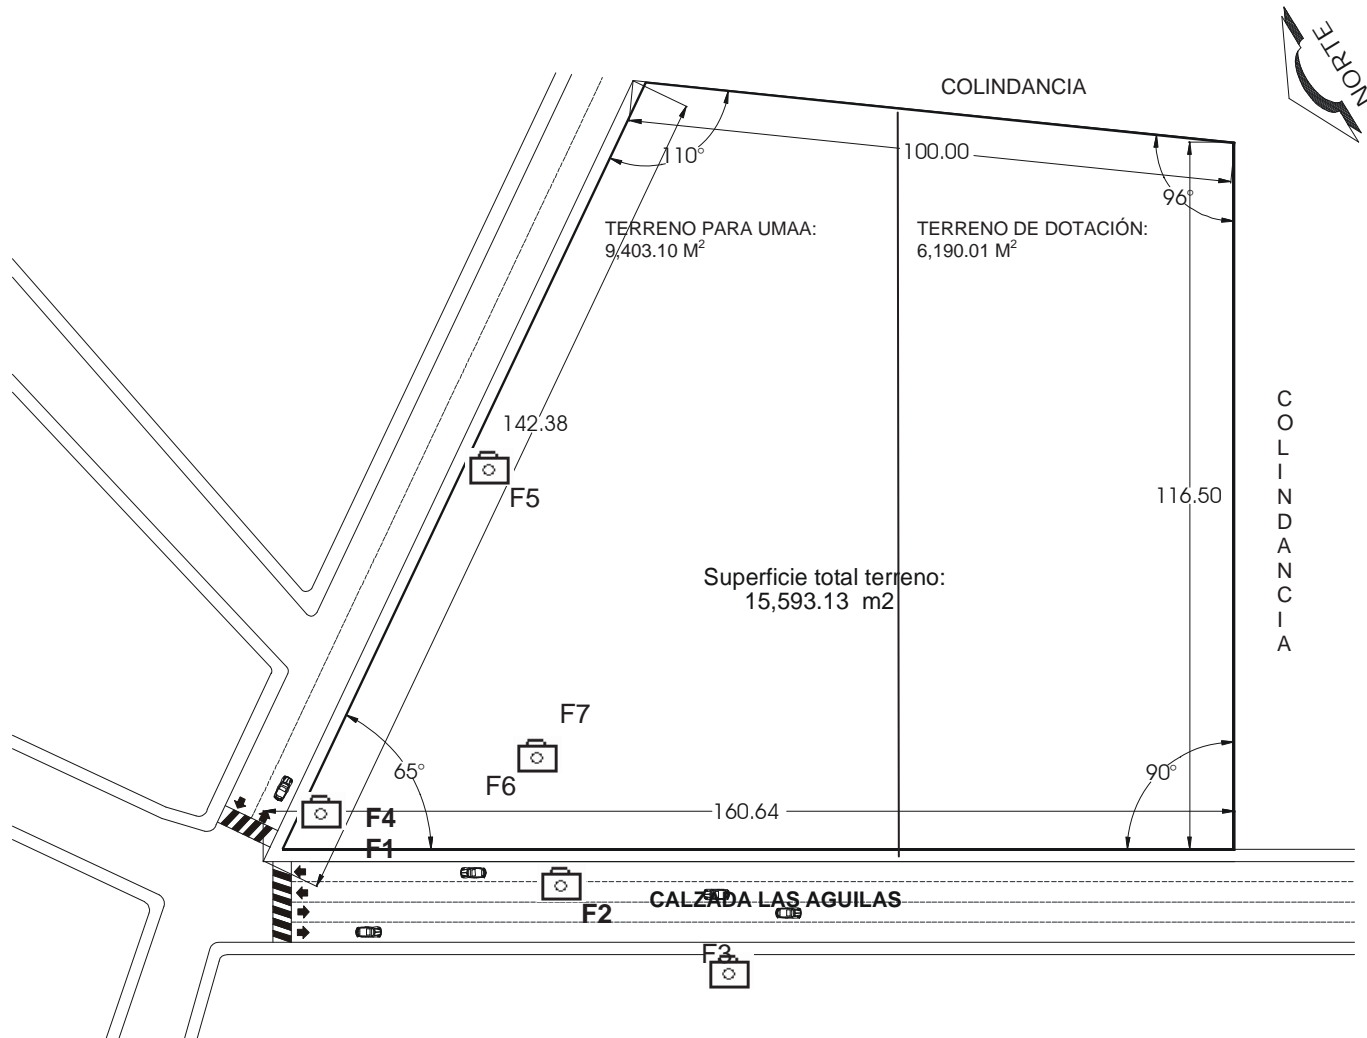 NORTE
COLINDANCIA
110°
100.00
96°
TERRENO PARA UMAA:
9,403.10 M²
TERRENO DE DOTACIÓN:
6,190.01 M²
142.38
F5
116.50
COLINDANCIA
Superficie total terreno:
15,593.13 m2
F7
65°
F6
90°
160.64
F4
F1
CALZADA LAS AGUILAS
F2
F3